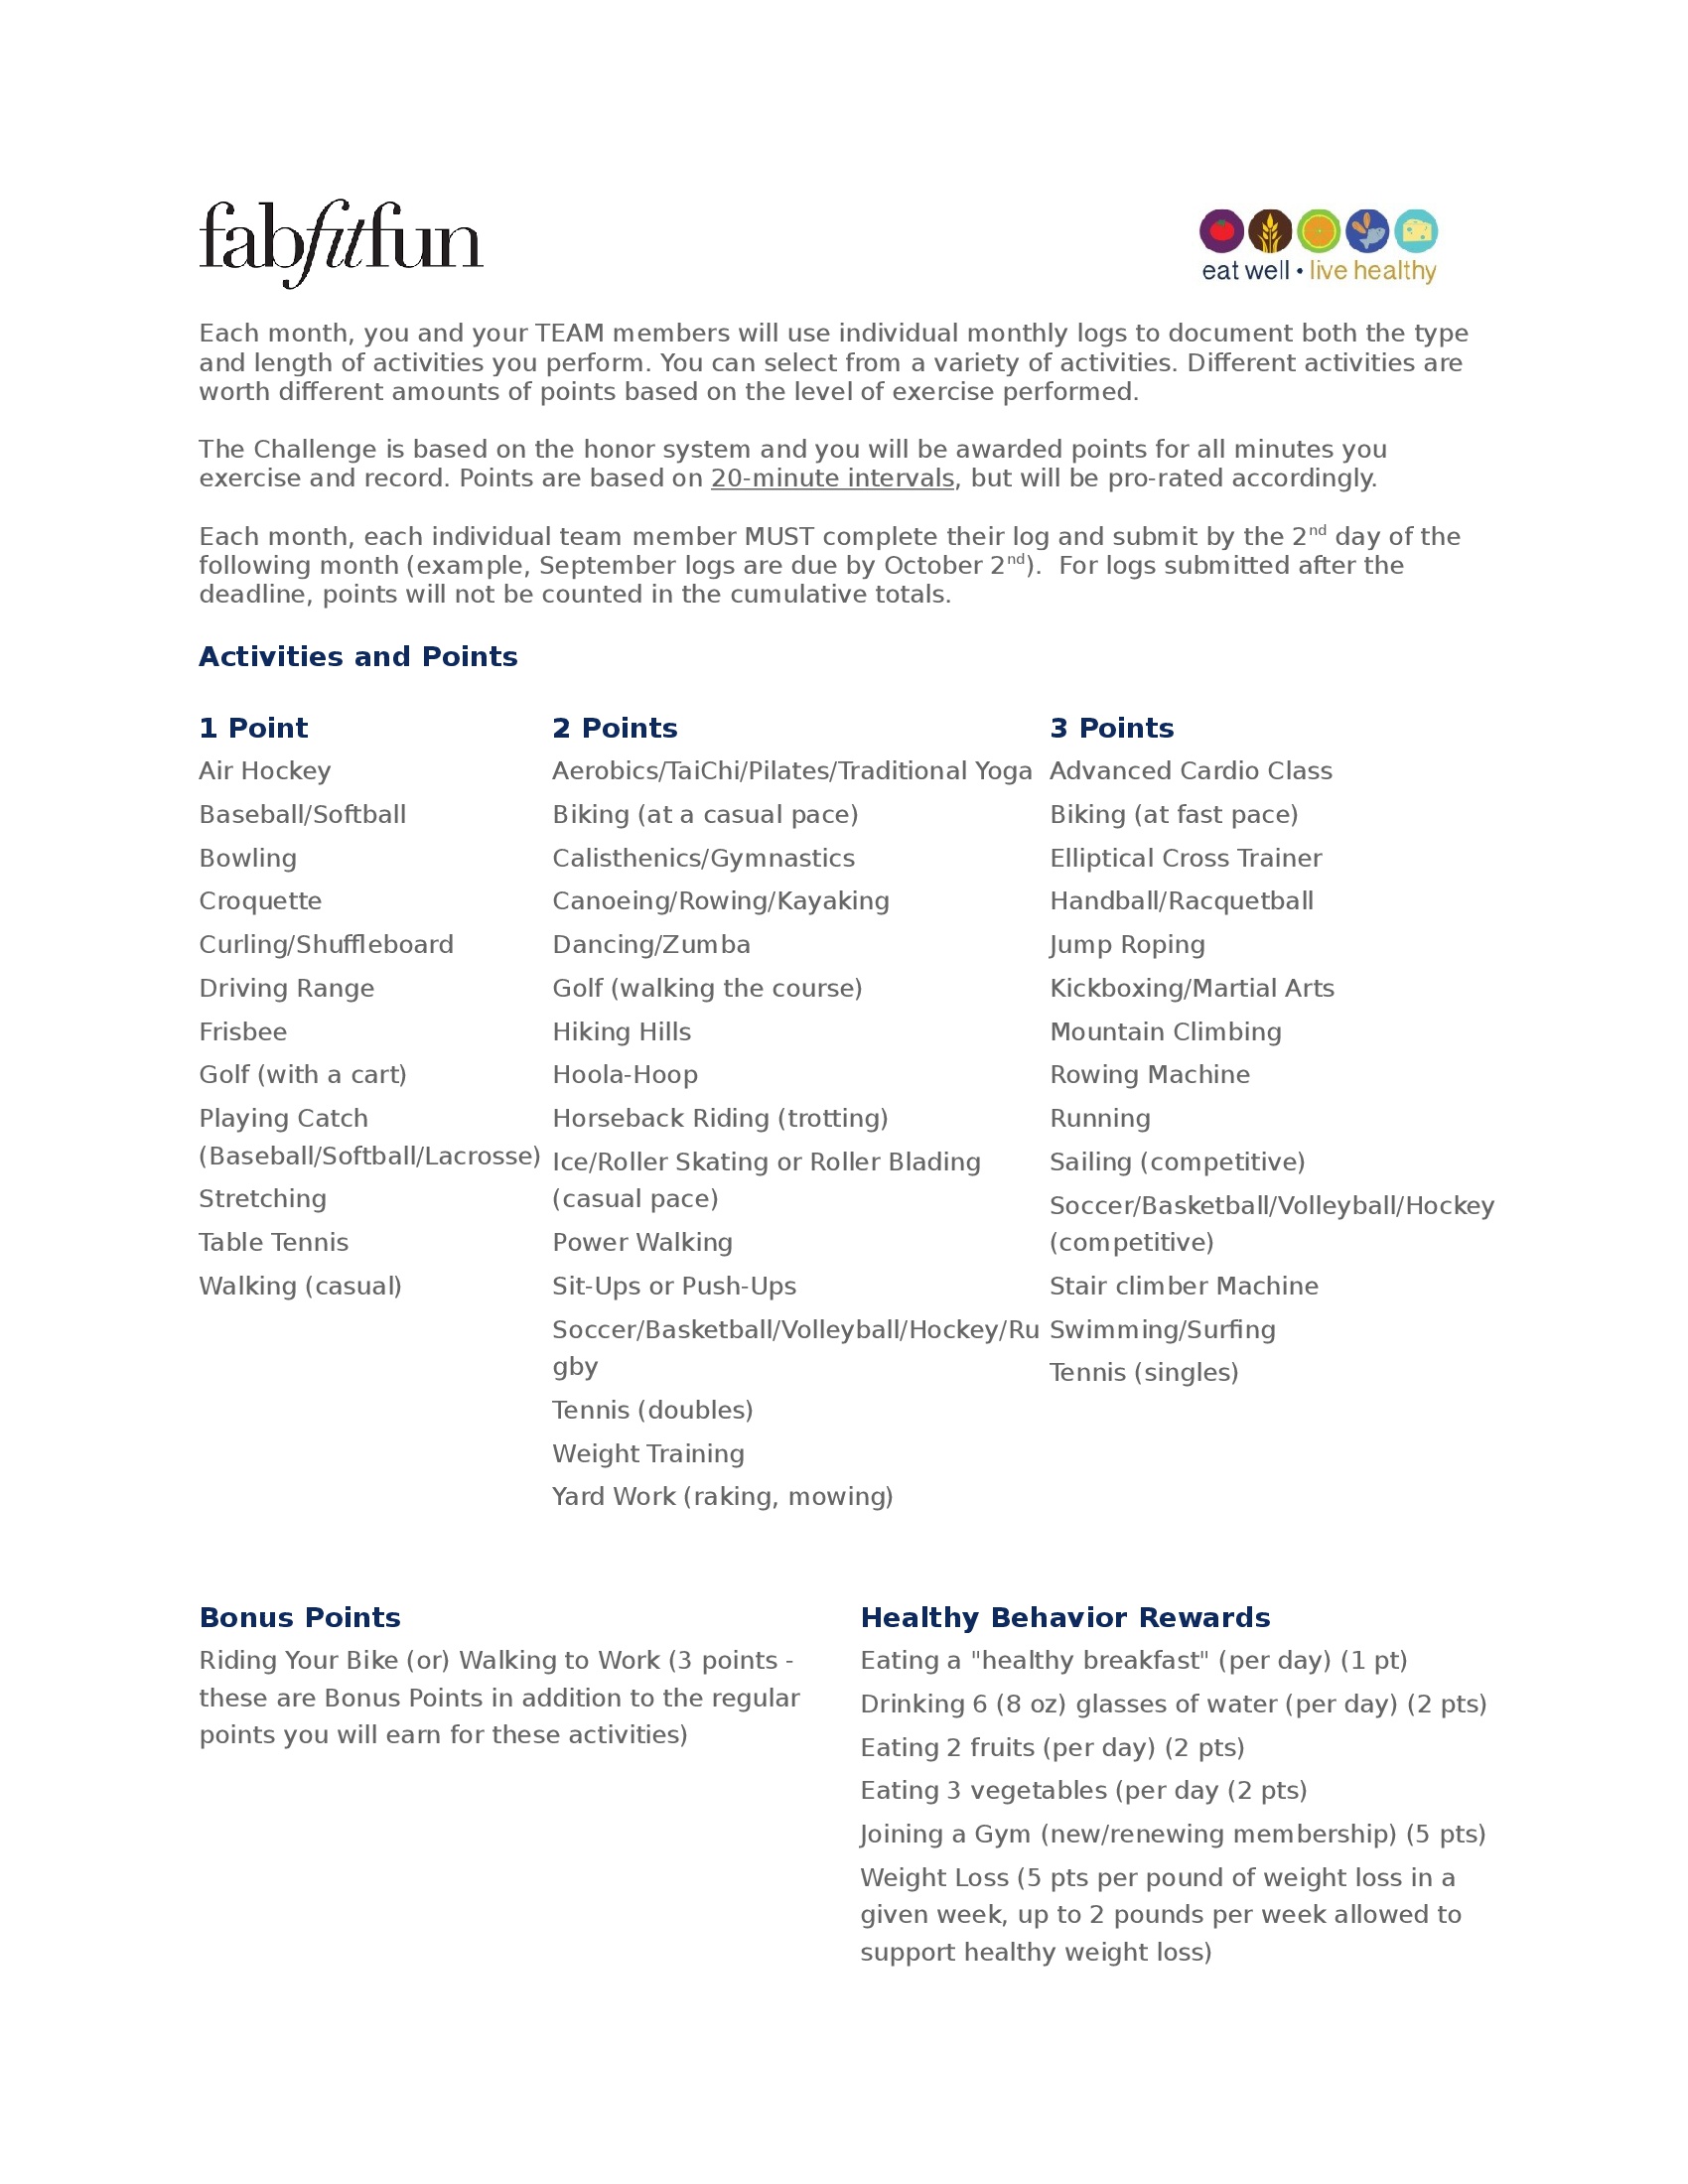 fabfitfun
eat well • live healthy
Each month, you and your TEAM members will use individual monthly logs to document both the type
and length of activities you perform. You can select from a variety of activities. Different activities are
worth different amounts of points based on the level of exercise performed.
The Challenge is based on the honor system and you will be awarded points for all minutes you
exercise and record. Points are based on 20-minute intervals, but will be pro-rated accordingly.
Each month, each individual team member MUST complete their log and submit by the 2nd day of the
following month (example, September logs are due by October 2nd).  For logs submitted after the
deadline, points will not be counted in the cumulative totals.
Activities and Points
1 Point
Air Hockey
Baseball/Softball
Bowling
Croquette
Curling/Shuffleboard
Driving Range
Frisbee
Golf (with a cart)
Playing Catch
(Baseball/Softball/Lacrosse)
Stretching
Table Tennis
Walking (casual)
2 Points
Aerobics/TaiChi/Pilates/Traditional Yoga
Biking (at a casual pace)
Calisthenics/Gymnastics
Canoeing/Rowing/Kayaking
Dancing/Zumba
Golf (walking the course)
Hiking Hills
Hoola-Hoop
Horseback Riding (trotting)
Ice/Roller Skating or Roller Blading
(casual pace)
Power Walking
Sit-Ups or Push-Ups
Soccer/Basketball/Volleyball/Hockey/Ru
gby
Tennis (doubles)
Weight Training
Yard Work (raking, mowing)
3 Points
Advanced Cardio Class
Biking (at fast pace)
Elliptical Cross Trainer
Handball/Racquetball
Jump Roping
Kickboxing/Martial Arts
Mountain Climbing
Rowing Machine
Running
Sailing (competitive)
Soccer/Basketball/Volleyball/Hockey
(competitive)
Stair climber Machine
Swimming/Surfing
Tennis (singles)
Bonus Points
Riding Your Bike (or) Walking to Work (3 points -
these are Bonus Points in addition to the regular
points you will earn for these activities)
Healthy Behavior Rewards
Eating a "healthy breakfast" (per day) (1 pt)
Drinking 6 (8 oz) glasses of water (per day) (2 pts)
Eating 2 fruits (per day) (2 pts)
Eating 3 vegetables (per day (2 pts)
Joining a Gym (new/renewing membership) (5 pts)
Weight Loss (5 pts per pound of weight loss in a
given week, up to 2 pounds per week allowed to
support healthy weight loss)